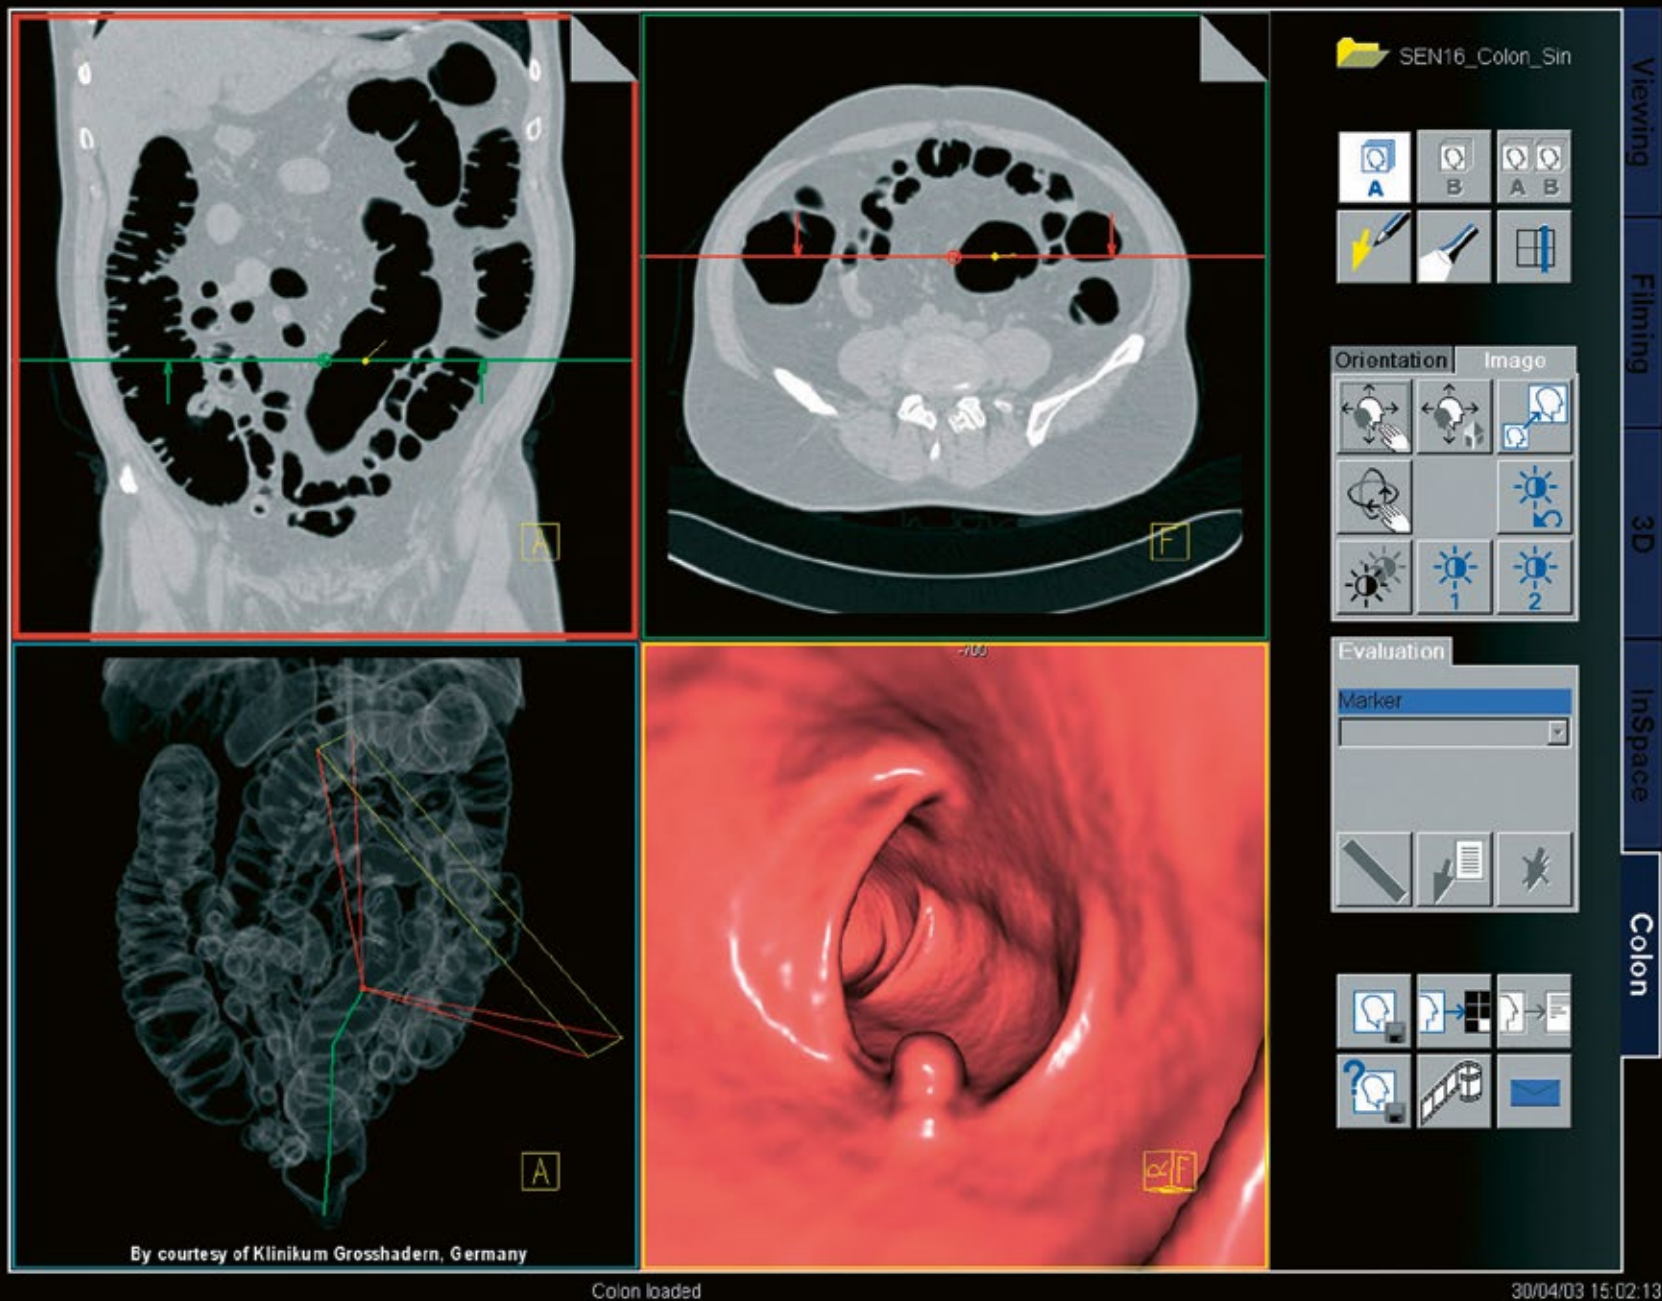 SEN16_Colon_Sin
A
B
A B
Orientation
Image
1
2
Evaluation
Marker
A
F
-700
A
R F
By courtesy of Klinikum Grosshadern, Germany
Viewing
Filming
3D
InSpace
Colon
?
Colon loaded
30/04/03 15:02:13